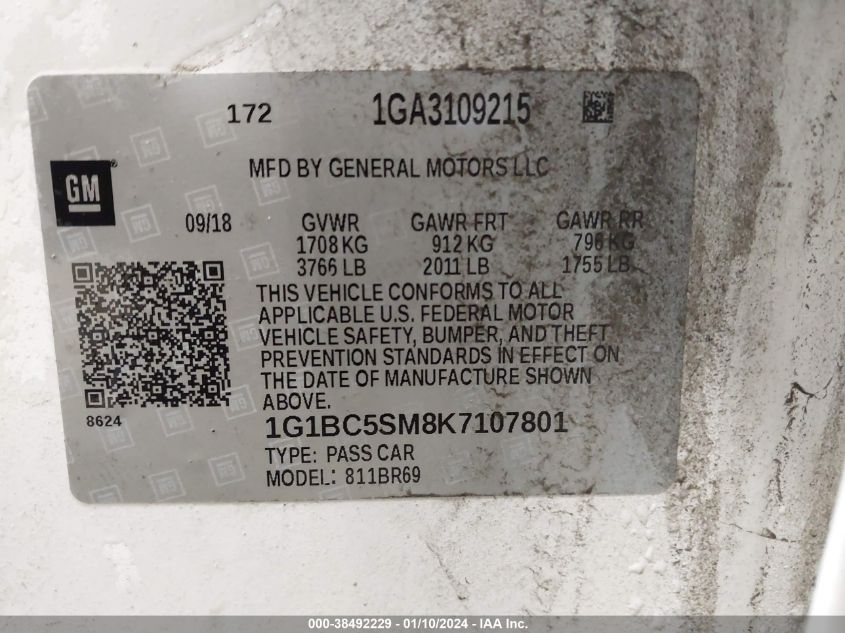 172 1GA3109215
MFD BY GENERAL MOTORS LLC
GM
®
09/18 GVWR GAWR FRT GAWR RR
1708 KG 912 KG 796 KG
3766 LB 2011 LB 1755 LB
THIS VEHICLE CONFORMS TO ALL
APPLICABLE U.S. FEDERAL MOTOR
VEHICLE SAFETY, BUMPER, AND THEFT
PREVENTION STANDARDS IN EFFECT ON
THE DATE OF MANUFACTURE SHOWN
ABOVE.
8624
1G1BC5SM8K7107801
TYPE: PASS CAR
MODEL: 811BR69
000-38492229 - 01/10/2024 - IAA Inc.